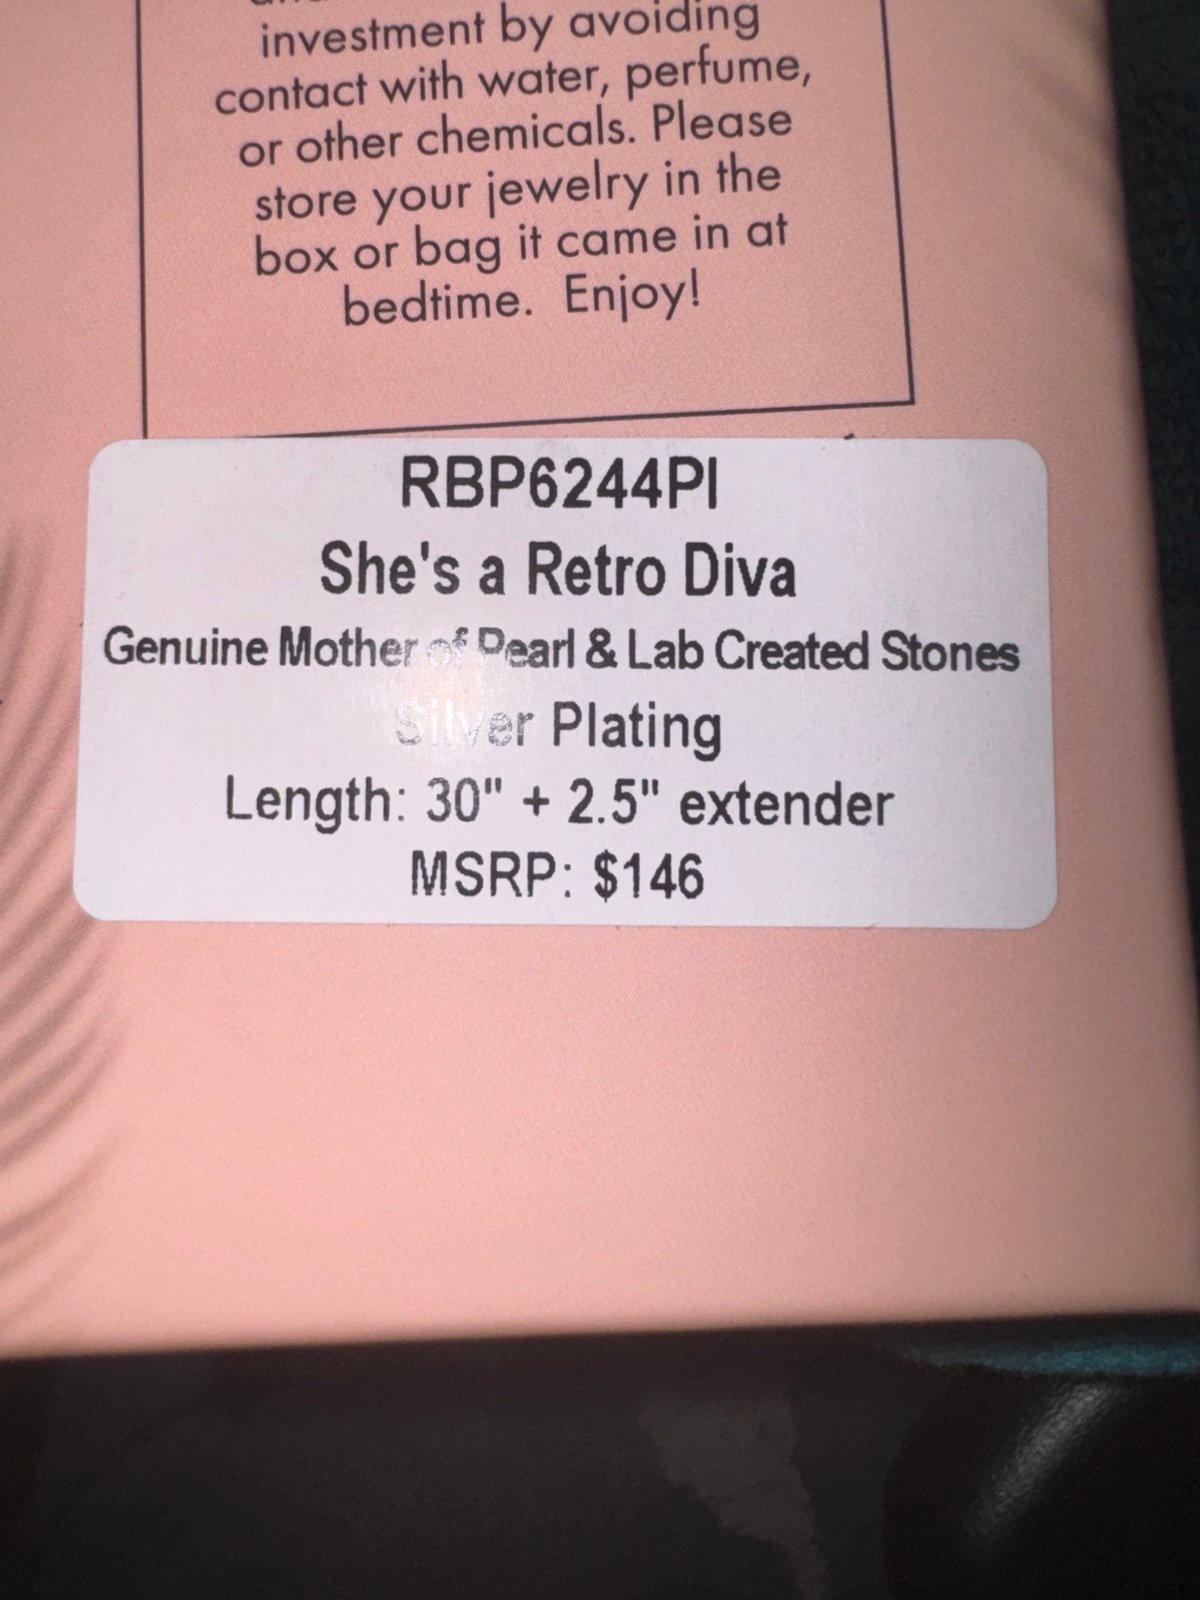 investment by avoiding
contact with water, perfume,
or other chemicals. Please
store your jewelry in the
box or bag it came in at
bedtime. Enjoy!
RBP6244PI
She's a Retro Diva
Genuine Mother of Pearl & Lab Created Stones
Silver Plating
Length: 30" + 2.5" extender
MSRP: $146